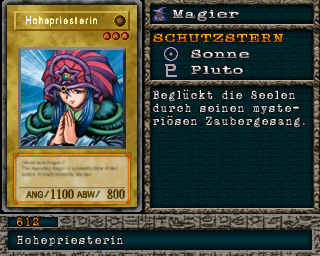 Hohepriesterin
ANG/ 1100 ABW/ 800
Magier
SCHUTZSTERN
Sonne
Pluto
Beglückt die Seelen
durch seinen myste-
riösen Zaubergesang.
612
Hohepriesterin